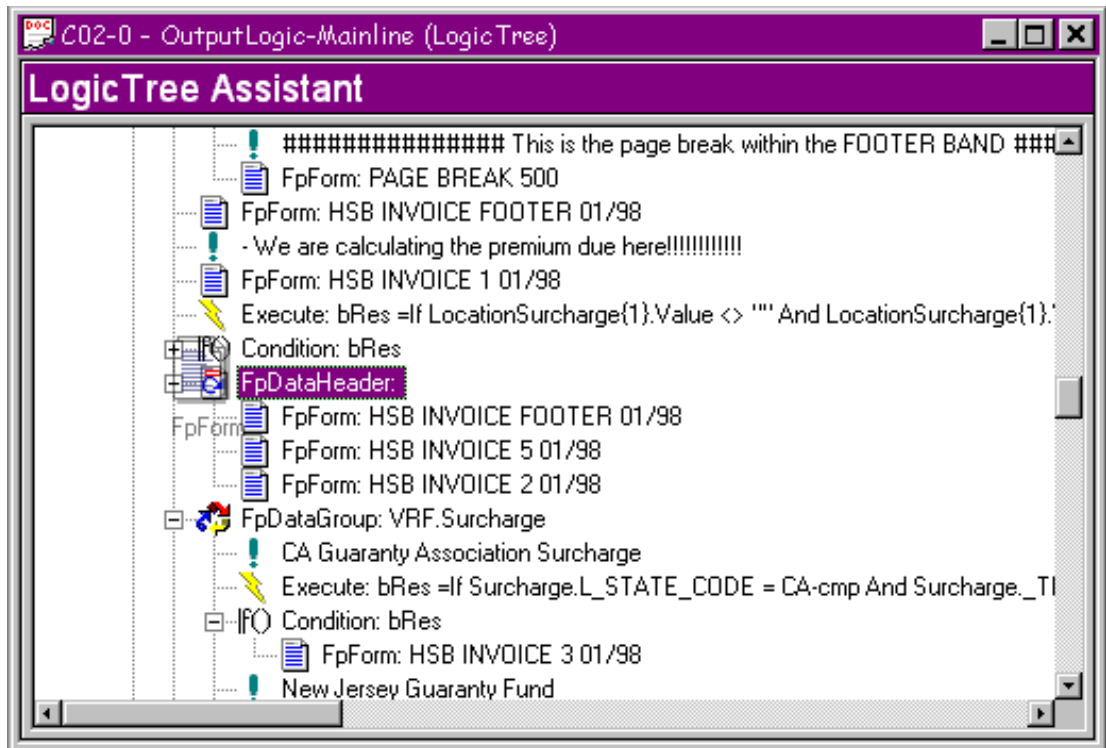 DOC C02-0 - OutputLogic-Mainline (LogicTree)
LogicTree Assistant
################ This is the page break within the FOOTER BAND ###
FpForm: PAGE BREAK 500
FpForm: HSB INVOICE FOOTER 01/98
- We are calculating the premium due here!!!!!!!!!!!!
FpForm: HSB INVOICE 1 01/98
Execute: bRes =If LocationSurcharge{1}.Value <> "" And LocationSurcharge{1}.
if() Condition: bRes
FpDataHeader:
FpForm: HSB INVOICE FOOTER 01/98
FpForm
FpForm: HSB INVOICE 5 01/98
FpForm: HSB INVOICE 2 01/98
FpDataGroup: VRF.Surcharge
CA Guaranty Association Surcharge
Execute: bRes =If Surcharge.L_STATE_CODE = CA-cmp And Surcharge._T
if() Condition: bRes
FpForm: HSB INVOICE 3 01/98
New Jersey Guaranty Fund